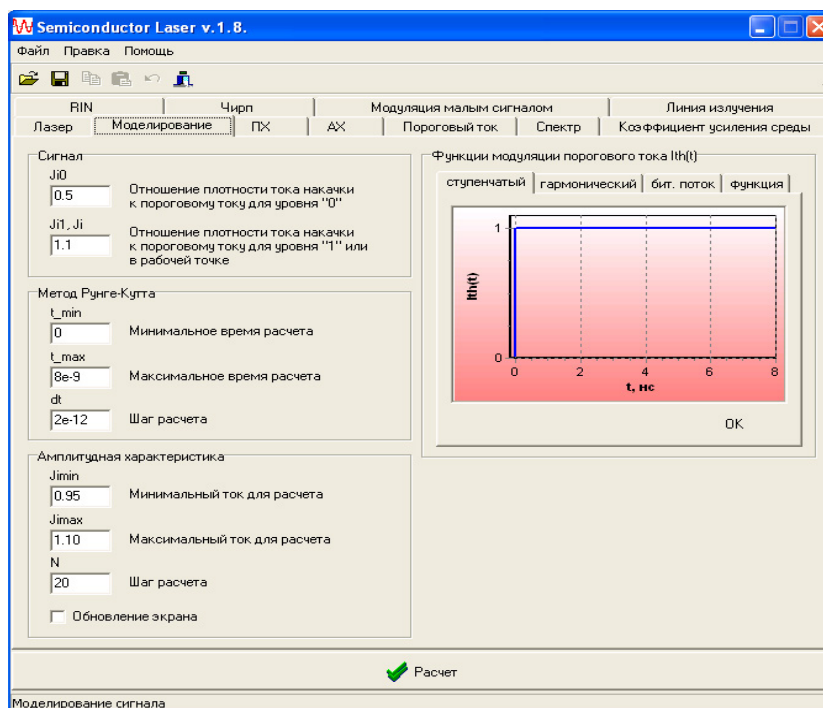 Semiconductor Laser v.1.8.
Файл Правка Помощь
RIN Чирп Модуляция малым сигналом Линия излучения
Лазер Моделирование ПХ АХ Пороговый ток Спектр Коэффициент усиления среды
Сигнал
Ji0
0.5
Отношение плотности тока накачки
к пороговому току для уровня "0"
Ji1, Ji
1.1
Отношение плотности тока накачки
к пороговому току для уровня "1" или
в рабочей точке
Метод Рунге-Кутта
t_min
0 Минимальное время расчета
t_max
8e-9 Максимальное время расчета
dt
2e-12 Шаг расчета
Амплитудная характеристика
Jimin
0.95 Минимальный ток для расчета
Jimax
1.10 Максимальный ток для расчета
N
20 Шаг расчета
Обновление экрана
Функции модуляции порогового тока Ith(t)
ступенчатый гармонический бит. поток функция
1
Ith(t)
0
0 2 4 6 8
t, нс
OK
Расчет
Моделирование сигнала